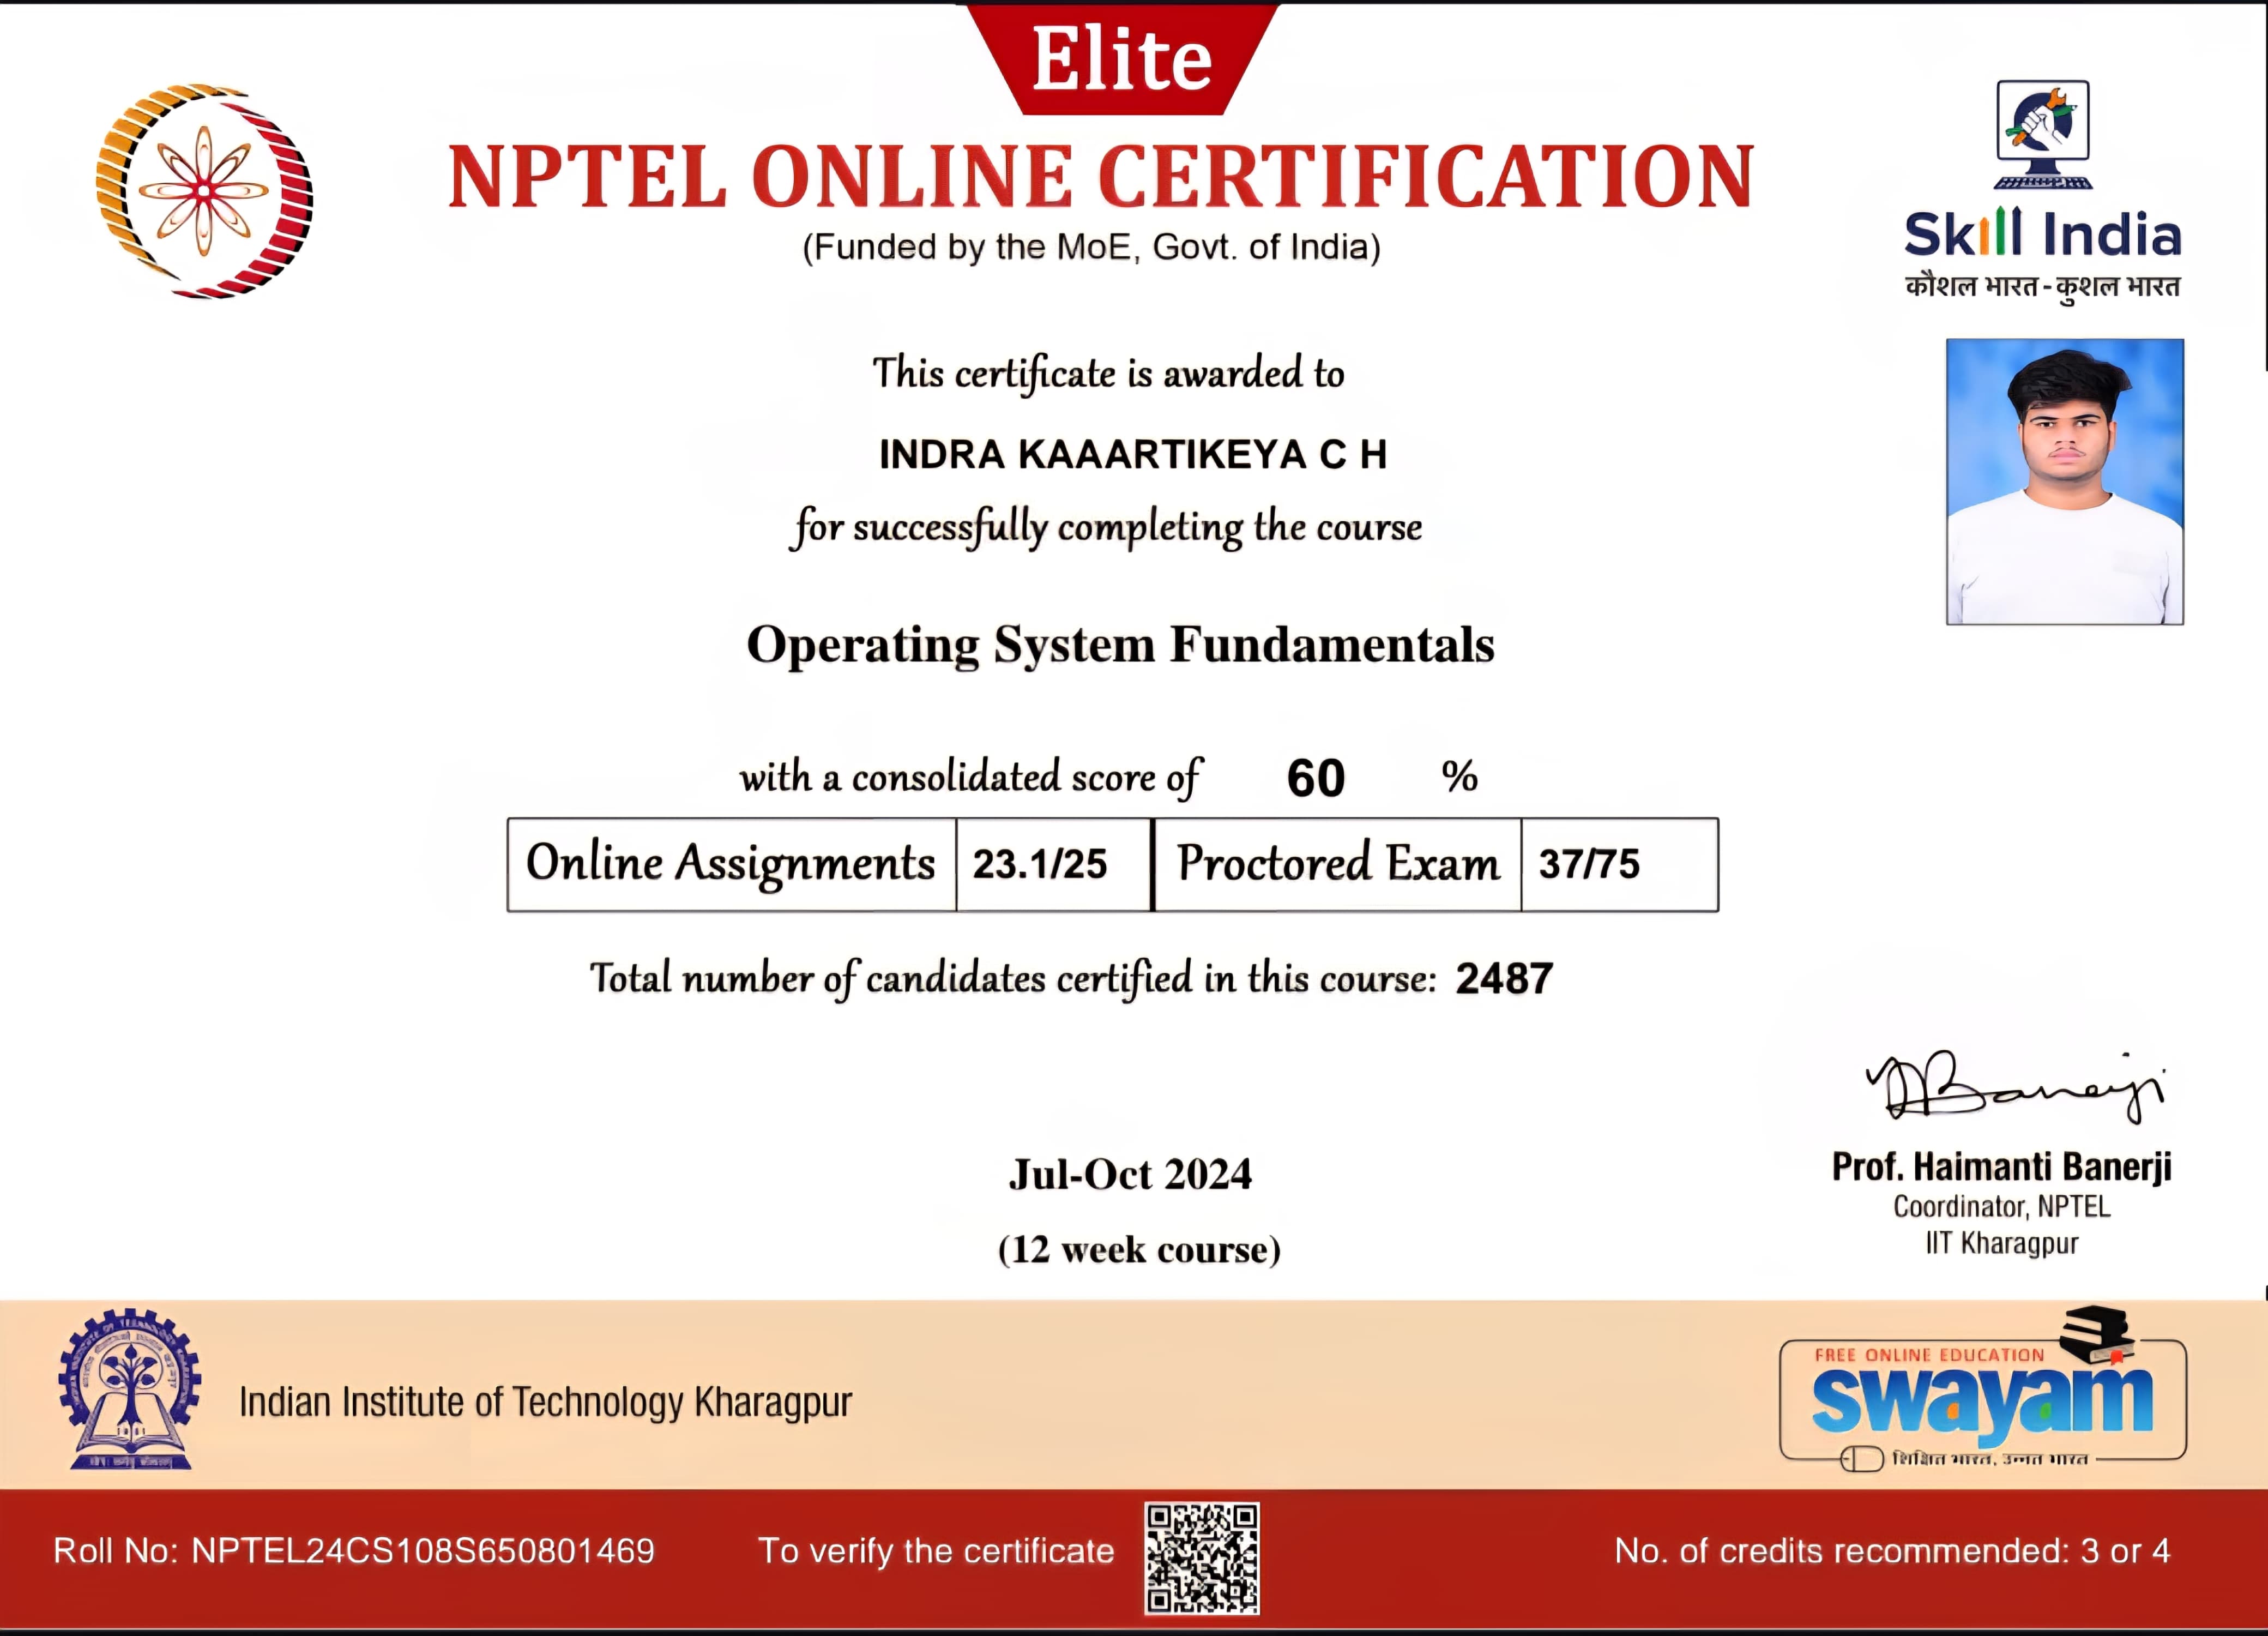 Elite
NPTEL ONLINE CERTIFICATION
(Funded by the MoE, Govt. of India)
Skill India
कौशल भारत - कुशल भारत
This certificate is awarded to
INDRA KAAARTIKEYA C H
for successfully completing the course
Operating System Fundamentals
with a consolidated score of 60 %
Online Assignments 23.1/25 Proctored Exam 37/75
Total number of candidates certified in this course: 2487
Banerji
Jul-Oct 2024
(12 week course)
Prof. Haimanti Banerji
Coordinator, NPTEL
IIT Kharagpur
Indian Institute of Technology Kharagpur
FREE ONLINE EDUCATION
swayam
शिक्षित भारत, उन्नत भारत
Roll No: NPTEL24CS108S650801469
To verify the certificate
No. of credits recommended: 3 or 4